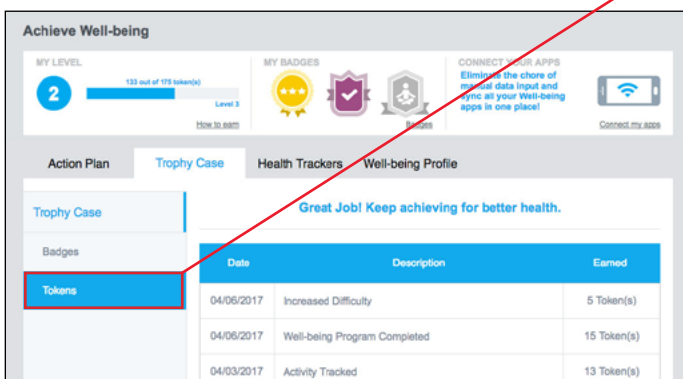 Achieve Well-being
MY LEVEL
2
133 out of 175 token(s)
Level 3
How to earn
MY BADGES
Badges
CONNECT YOUR APPS
Eliminate the chore of
manual data input and
sync all your Well-being
apps in one place!
Connect my apps
Action Plan
Trophy Case
Health Trackers
Well-being Profile
Trophy Case
Badges
Tokens
Great Job! Keep achieving for better health.
Date Description Earned
04/06/2017 Increased Difficulty 5 Token(s)
04/06/2017 Well-being Program Completed 15 Token(s)
04/03/2017 Activity Tracked 13 Token(s)